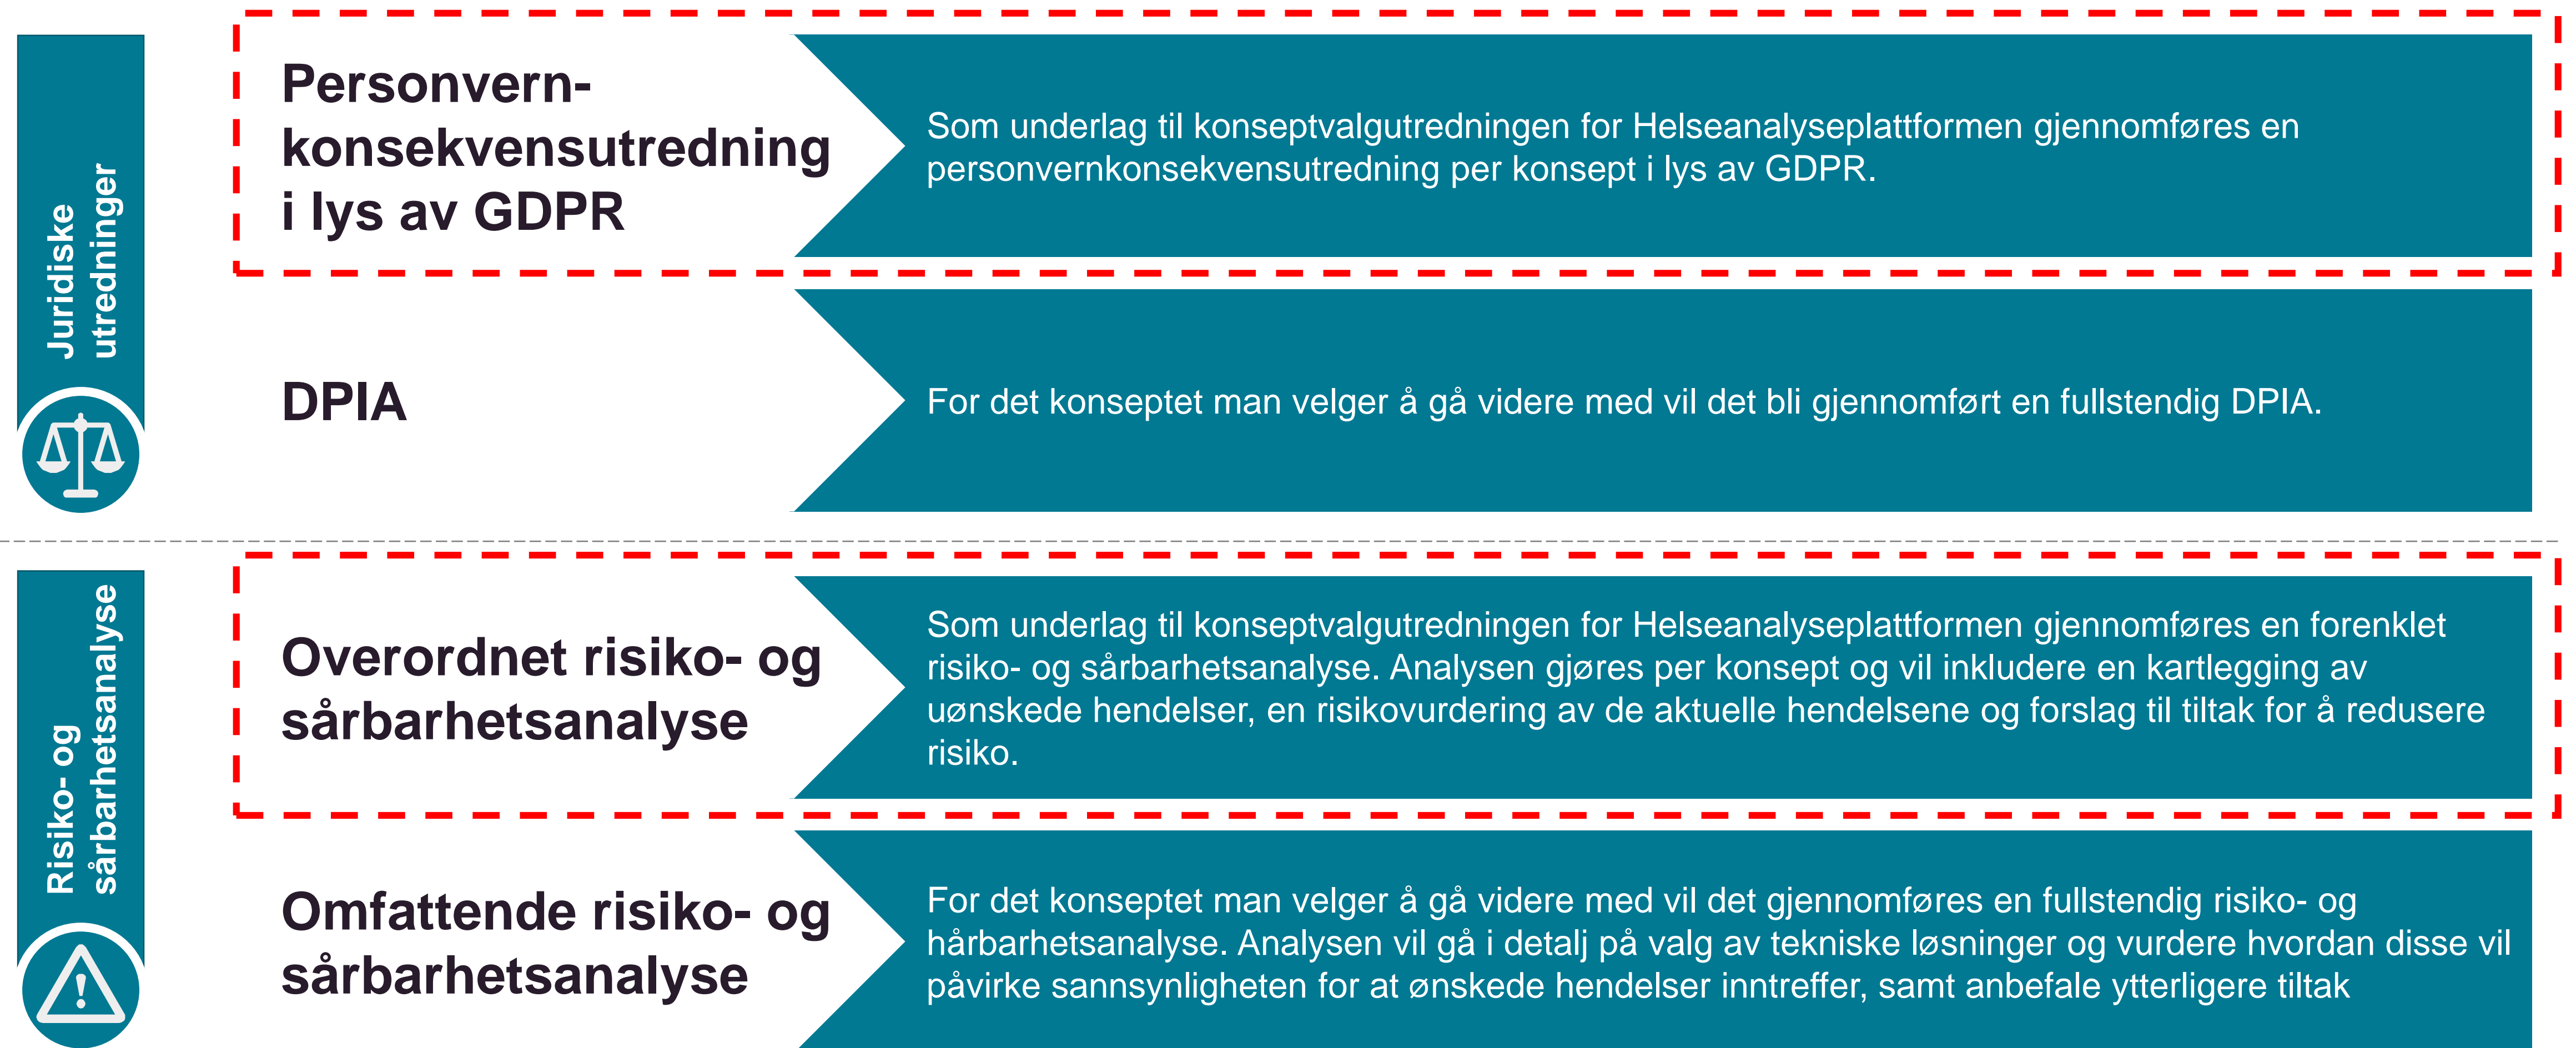 Juridiske
utredninger
Personvern-
konsekvensutredning
i lys av GDPR
Som underlag til konseptvalgutredningen for Helseanalyseplattformen gjennomføres en
personvernkonsekvensutredning per konsept i lys av GDPR.
DPIA
For det konseptet man velger å gå videre med vil det bli gjennomført en fullstendig DPIA.
Risiko- og
sårbarhetsanalyse
Overordnet risiko- og
sårbarhetsanalyse
Som underlag til konseptvalgutredningen for Helseanalyseplattformen gjennomføres en forenklet
risiko- og sårbarhetsanalyse. Analysen gjøres per konsept og vil inkludere en kartlegging av
uønskede hendelser, en risikovurdering av de aktuelle hendelsene og forslag til tiltak for å redusere
risiko.
Omfattende risiko- og
sårbarhetsanalyse
For det konseptet man velger å gå videre med vil det gjennomføres en fullstendig risiko- og
hårbarhetsanalyse. Analysen vil gå i detalj på valg av tekniske løsninger og vurdere hvordan disse vil
påvirke sannsynligheten for at ønskede hendelser inntreffer, samt anbefale ytterligere tiltak